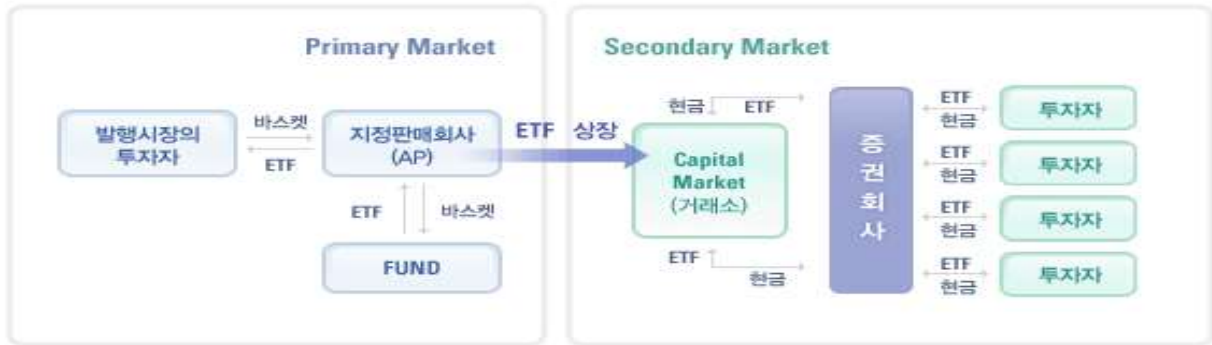 Primary Market
발행시장의
투자자
바스켓
ETF
지정판매회사
(AP)
ETF
바스켓
FUND
ETF 상장
Secondary Market
현금
ETF
Capital
Market
(거래소)
ETF
현금
증
권
회
사
ETF
현금
투자자
ETF
현금
투자자
ETF
현금
투자자
ETF
현금
투자자